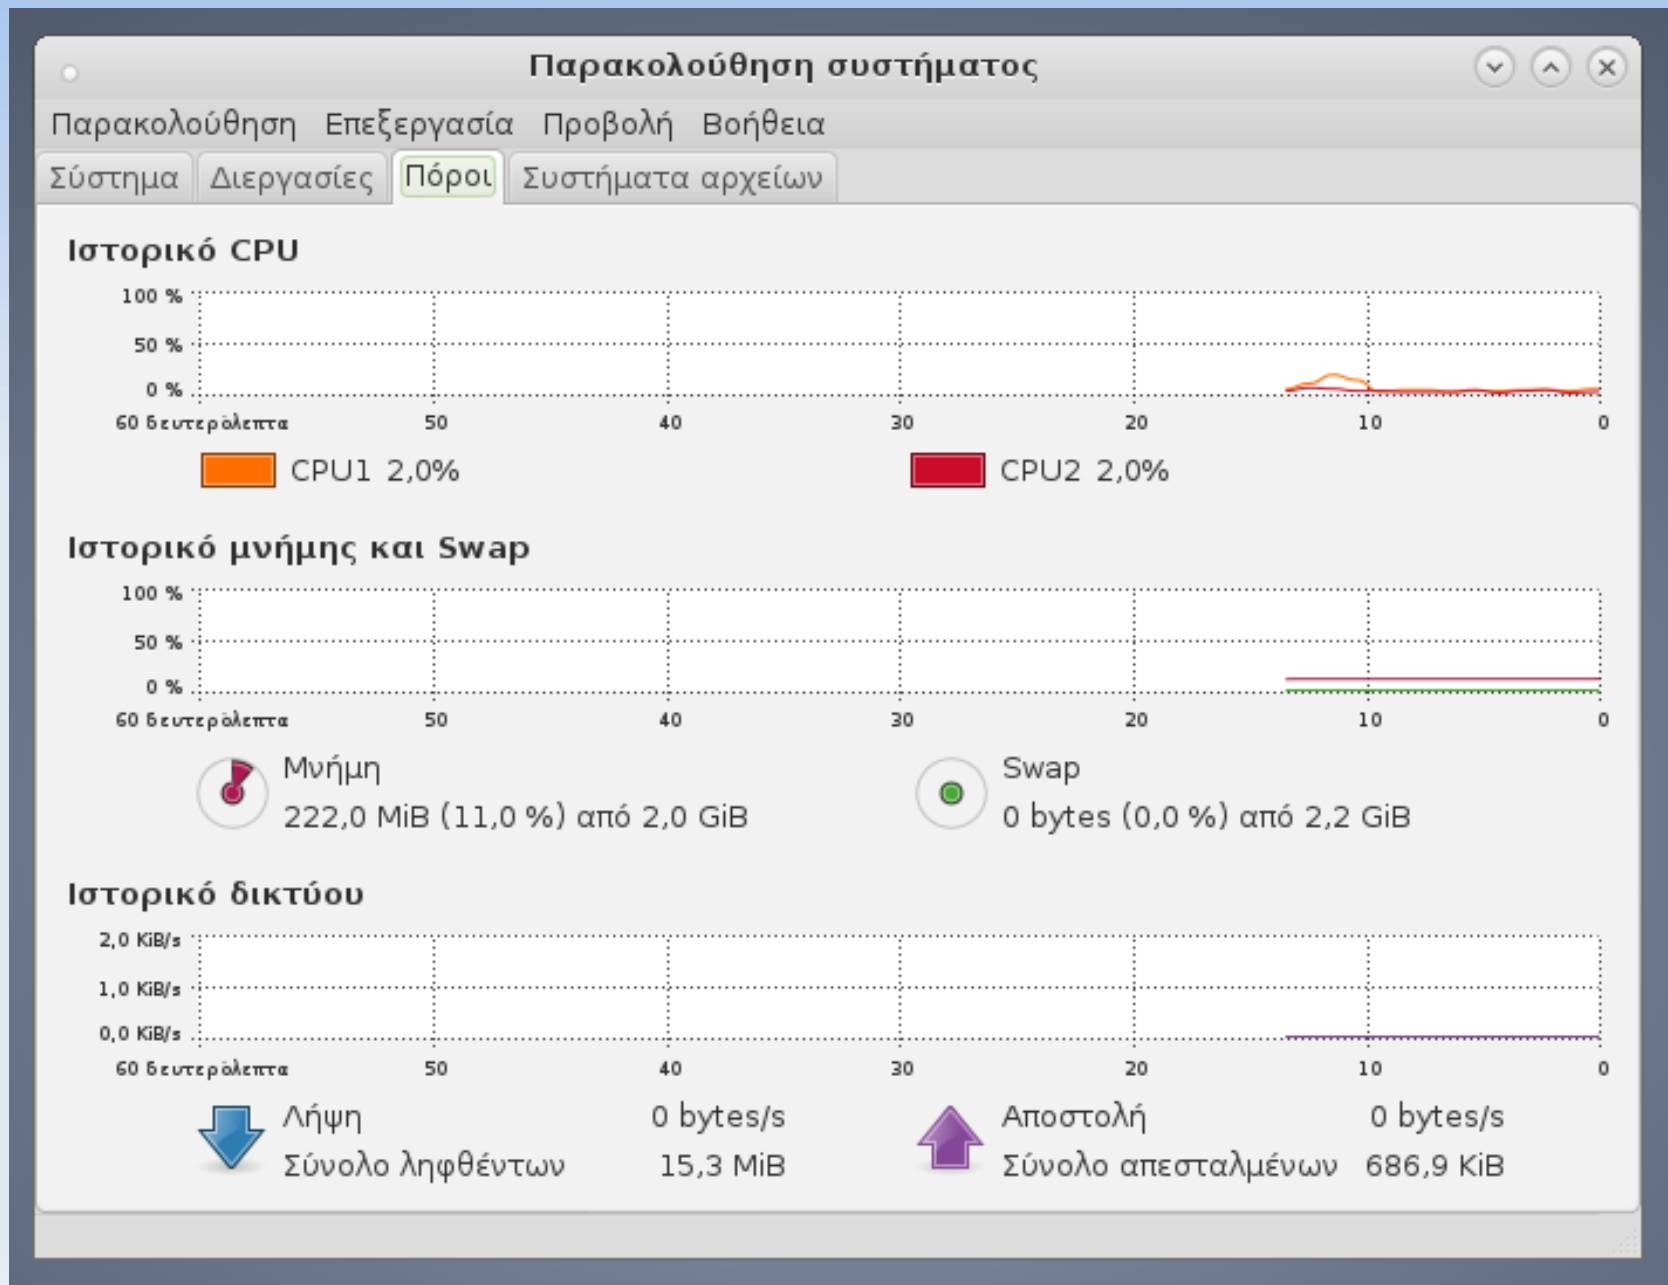 Παρακολούθηση συστήματος
Παρακολούθηση Επεξεργασία Προβολή Βοήθεια
Σύστημα Διεργασίες Πόροι Συστήματα αρχείων
Ιστορικό CPU
100 %
50 %
0 %
60 δευτερόλεπτα 50 40 30 20 10 0
CPU1 2,0% CPU2 2,0%
Ιστορικό μνήμης και Swap
100 %
50 %
0 %
60 δευτερόλεπτα 50 40 30 20 10 0
Μνήμη Swap
222,0 MiB (11,0 %) από 2,0 GiB 0 bytes (0,0 %) από 2,2 GiB
Ιστορικό δικτύου
2,0 KiB/s
1,0 KiB/s
0,0 KiB/s
60 δευτερόλεπτα 50 40 30 20 10 0
Λήψη 0 bytes/s Αποστολή 0 bytes/s
Σύνολο ληφθέντων 15,3 MiB Σύνολο απεσταλμένων 686,9 KiB